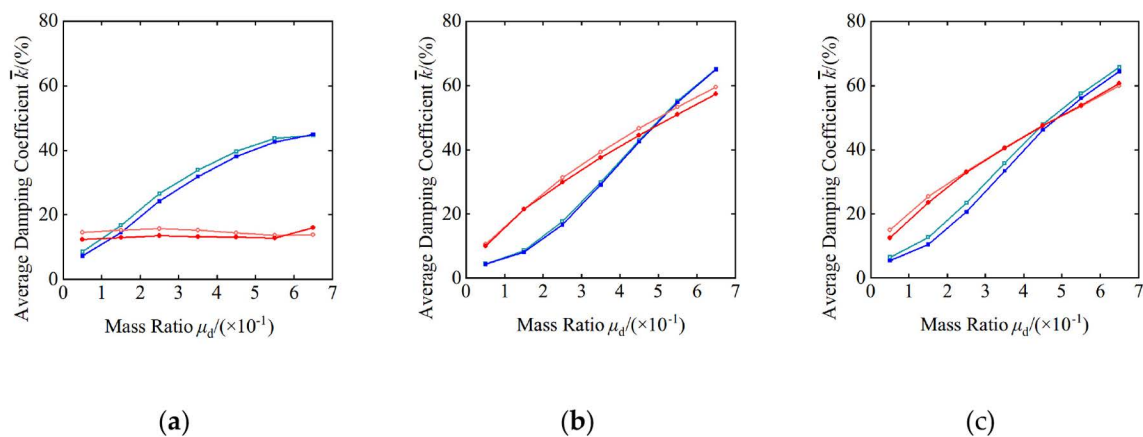 80
60
40
20
0
0 1 2 3 4 5 6 7
Average Damping Coefficient k̄/(%)
Mass Ratio μd/(×10⁻¹)
(a)
80
60
40
20
0
0 1 2 3 4 5 6 7
Average Damping Coefficient k̄/(%)
Mass Ratio μd/(×10⁻¹)
(b)
80
60
40
20
0
0 1 2 3 4 5 6 7
Average Damping Coefficient k̄/(%)
Mass Ratio μd/(×10⁻¹)
(c)